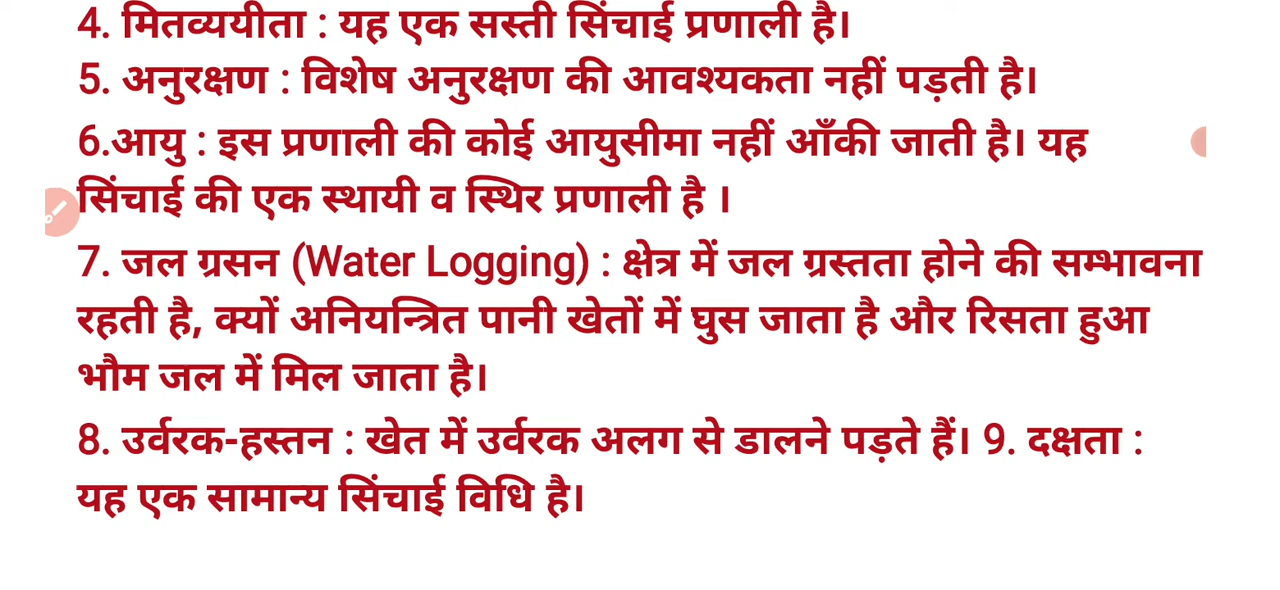 4. मितव्ययीता : यह एक सस्ती सिंचाई प्रणाली है।
5. अनुरक्षण : विशेष अनुरक्षण की आवश्यकता नहीं पड़ती है।
6.आयु : इस प्रणाली की कोई आयुसीमा नहीं आँकी जाती है। यह
सिंचाई की एक स्थायी व स्थिर प्रणाली है ।
7. जल ग्रसन (Water Logging) : क्षेत्र में जल ग्रस्तता होने की सम्भावना
रहती है, क्यों अनियन्त्रित पानी खेतों में घुस जाता है और रिसता हुआ
भौम जल में मिल जाता है।
8. उर्वरक-हस्तन : खेत में उर्वरक अलग से डालने पड़ते हैं। 9. दक्षता :
यह एक सामान्य सिंचाई विधि है।